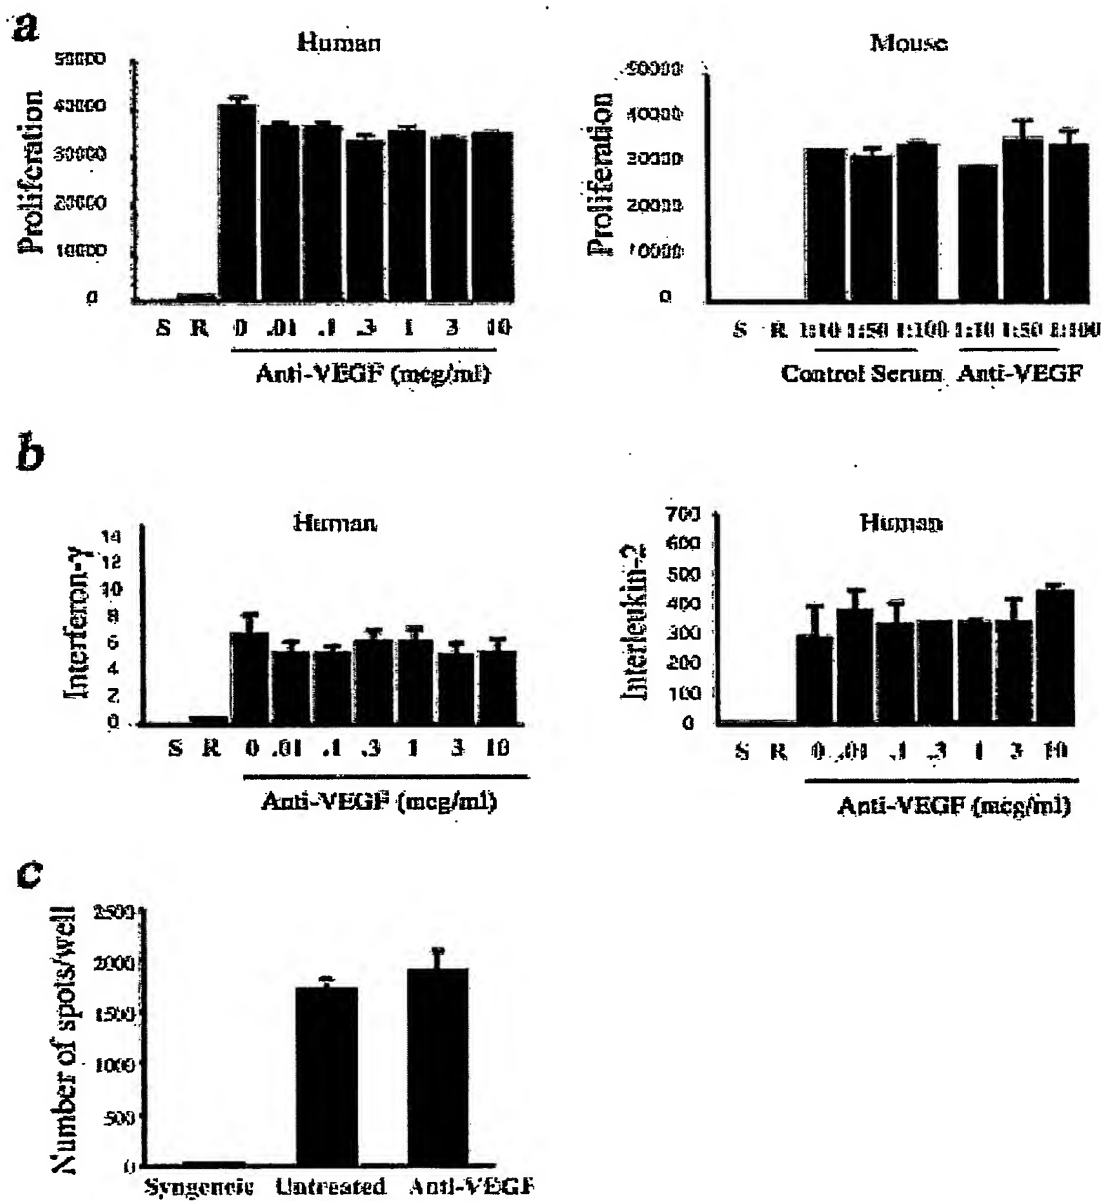 a
Human
Proliferation
50000
40000
30000
20000
10000
0
S R 0 .01 .1 .3 1 3 10
Anti-VEGF (mcg/ml)
Mouse
Proliferation
50000
40000
30000
20000
10000
0
S R 1:10 1:50 1:100 1:10 1:50 1:100
Control Serum Anti-VEGF
b
Human
Interferon-γ
14
12
10
8
6
4
2
0
S R 0 .01 .1 .3 1 3 10
Anti-VEGF (mcg/ml)
Human
Interleukin-2
700
600
500
400
300
200
100
0
S R 0 .01 .1 .3 1 3 10
Anti-VEGF (mcg/ml)
c
Number of spots/well
2500
2000
1500
1000
500
0
Syngeneic Untreated Anti-VEGF